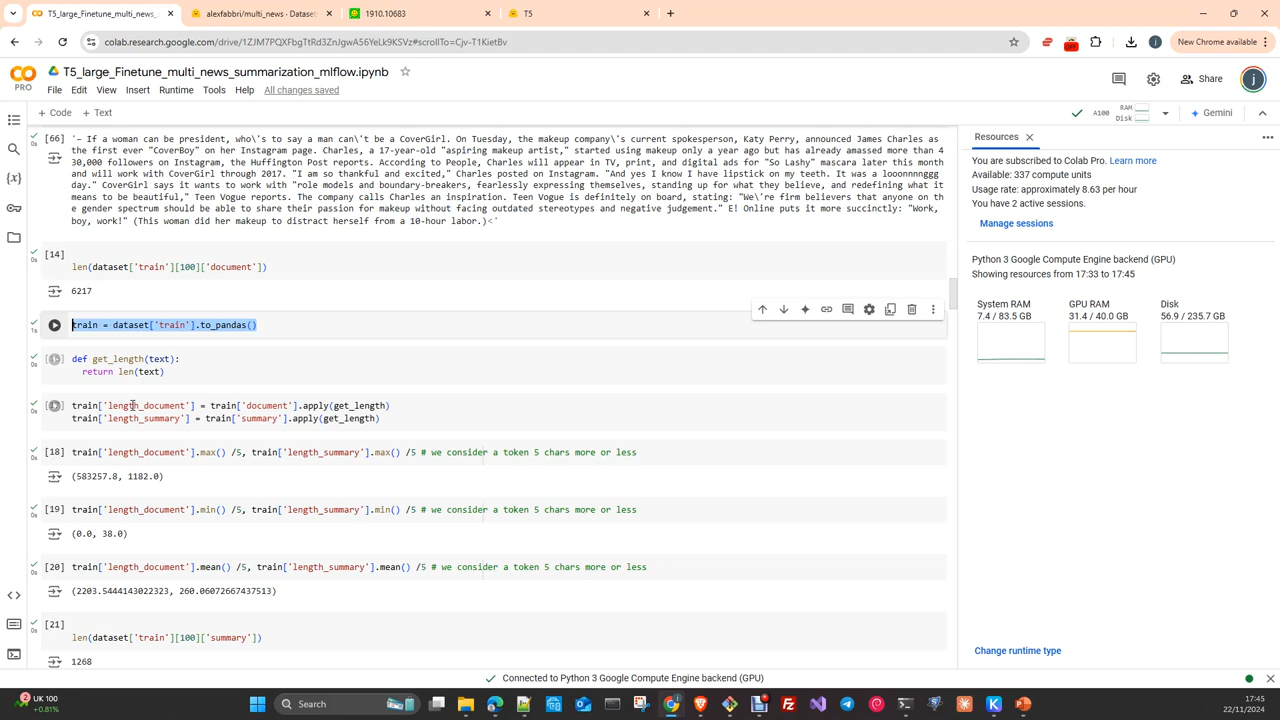 T5_large_Finetune_multi_news_s
alexfabbri/multi_news · Dataset
1910.10683
T5
colab.research.google.com/drive/1ZJM7PQXFbgTtRd3ZnJgwA56YeLk9KSVz#scrollTo=Cjv-T1KietBv
OFF
New Chrome available
PRO
T5_large_Finetune_multi_news_summarization_mlflow.ipynb
File Edit View Insert Runtime Tools Help All changes saved
Share
+ Code + Text
A100
RAM
Disk
Gemini
[66] '– If a woman can be president, who\'s to say a man can\'t be a CoverGirl. On Tuesday, the makeup company\'s current spokesperson, Katy Perry, announced James Charles as
the first ever "CoverBoy" on her Instagram page. Charles, a 17-year-old "aspiring makeup artist," started using makeup only a year ago but has already amassed more than 4
30,000 followers on Instagram, the Huffington Post reports. According to People, Charles will appear in TV, print, and digital ads for "So Lashy" mascara later this month
and will work with CoverGirl through 2017. "I am so thankful and excited," Charles posted on Instagram. "And yes I know I have lipstick on my teeth. It was a looonnnngg
day." CoverGirl says it wants to work with "role models and boundary-breakers, fearlessly expressing themselves, standing up for what they believe, and redefining what it
means to be beautiful," Teen Vogue reports. The company calls Charles an inspiration. Teen Vogue is definitely on board, stating: "We\'re firm believers that anyone on th
e gender spectrum should be able to share their passion for makeup without facing outdated stereotypes and negative judgement." E! Online puts it more succinctly: "Work,
boy, work!" (This woman did her makeup to distract herself from a 10-hour labor.)<'
[14]
len(dataset['train'][100]['document'])
6217
train = dataset['train'].to_pandas()
def get_length(text):
return len(text)
train['length_document'] = train['document'].apply(get_length)
train['length_summary'] = train['summary'].apply(get_length)
[18] train['length_document'].max() /5, train['length_summary'].max() /5 # we consider a token 5 chars more or less
(583257.8, 1182.0)
[19] train['length_document'].min() /5, train['length_summary'].min() /5 # we consider a token 5 chars more or less
(0.0, 38.0)
[20] train['length_document'].mean() /5, train['length_summary'].mean() /5 # we consider a token 5 chars more or less
(2203.5444143022323, 260.06072667437513)
[21]
len(dataset['train'][100]['summary'])
1268
Resources
You are subscribed to Colab Pro. Learn more
Available: 337 compute units
Usage rate: approximately 8.63 per hour
You have 2 active sessions.
Manage sessions
Python 3 Google Compute Engine backend (GPU)
Showing resources from 17:33 to 17:45
System RAM
7.4 / 83.5 GB
GPU RAM
31.4 / 40.0 GB
Disk
56.9 / 235.7 GB
Change runtime type
Connected to Python 3 Google Compute Engine backend (GPU)
UK 100
+0.81%
Search
17:45
22/11/2024